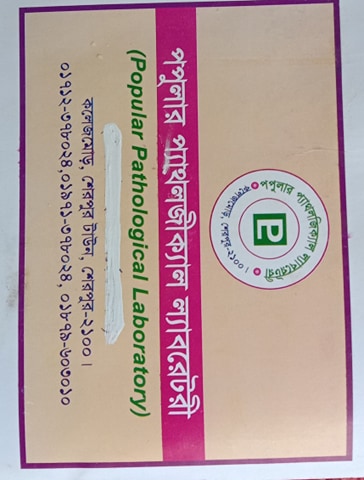 পপুলার প্যাথলজিক্যাল ল্যাবরেটরী
P
কলেজমোড়, শেরপুর-২১০০।
পপুলার প্যাথলজীক্যাল ল্যাবরেটরী
(Popular Pathological Laboratory)
কলেজমোড়, শেরপুর টাউন, শেরপুর-২১০০।
০১৭১২-৩৭৮০২৪,০১৯৭১-৩৭৮০২৪, ০১৮৭৯-৬০৩০১০